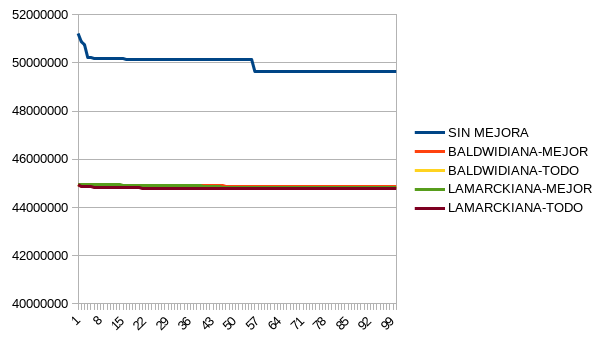 52000000
50000000
48000000
46000000
44000000
42000000
40000000
1 8 15 22 29 36 43 50 57 64 71 78 85 92 99
SIN MEJORA
BALDWIDIANA-MEJOR
BALDWIDIANA-TODO
LAMARCKIANA-MEJOR
LAMARCKIANA-TODO